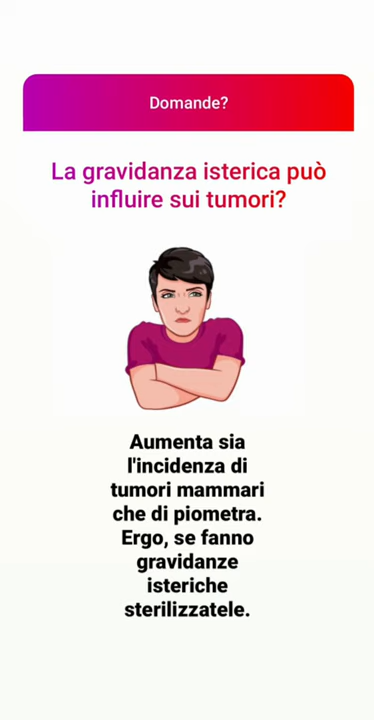 Domande?
La gravidanza isterica può
influire sui tumori?
Aumenta sia
l'incidenza di
tumori mammari
che di piometra.
Ergo, se fanno
gravidanze
isteriche
sterilizzatele.